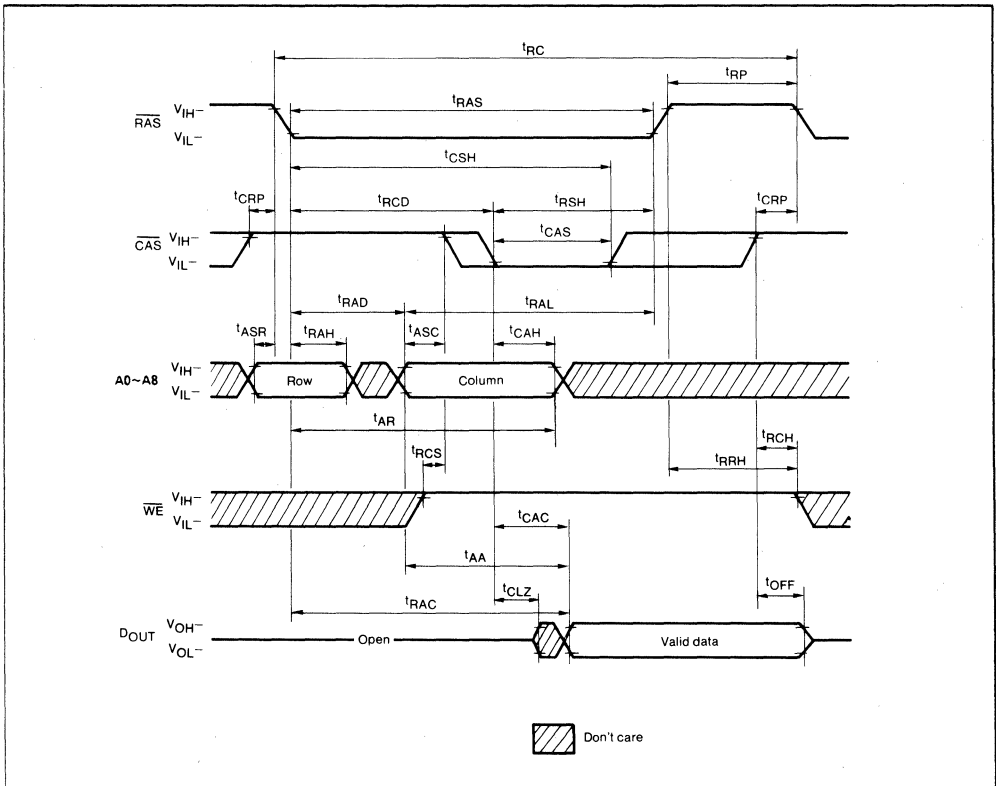 tRC
tRP
tRAS
RAS VIH–
VIL–
tCSH
tCRP tRCD tRSH tCRP
tCAS
CAS VIH–
VIL–
tRAD tRAL
tASR tRAH tASC tCAH
A0~A8 VIH–
Row Column
VIL–
tAR
tRCS tRCH
tRRH
WE VIH–
VIL–
tCAC
tAA
tCLZ tOFF
tRAC
DOUT VOH–
Open Valid data
VOL–
Don't care